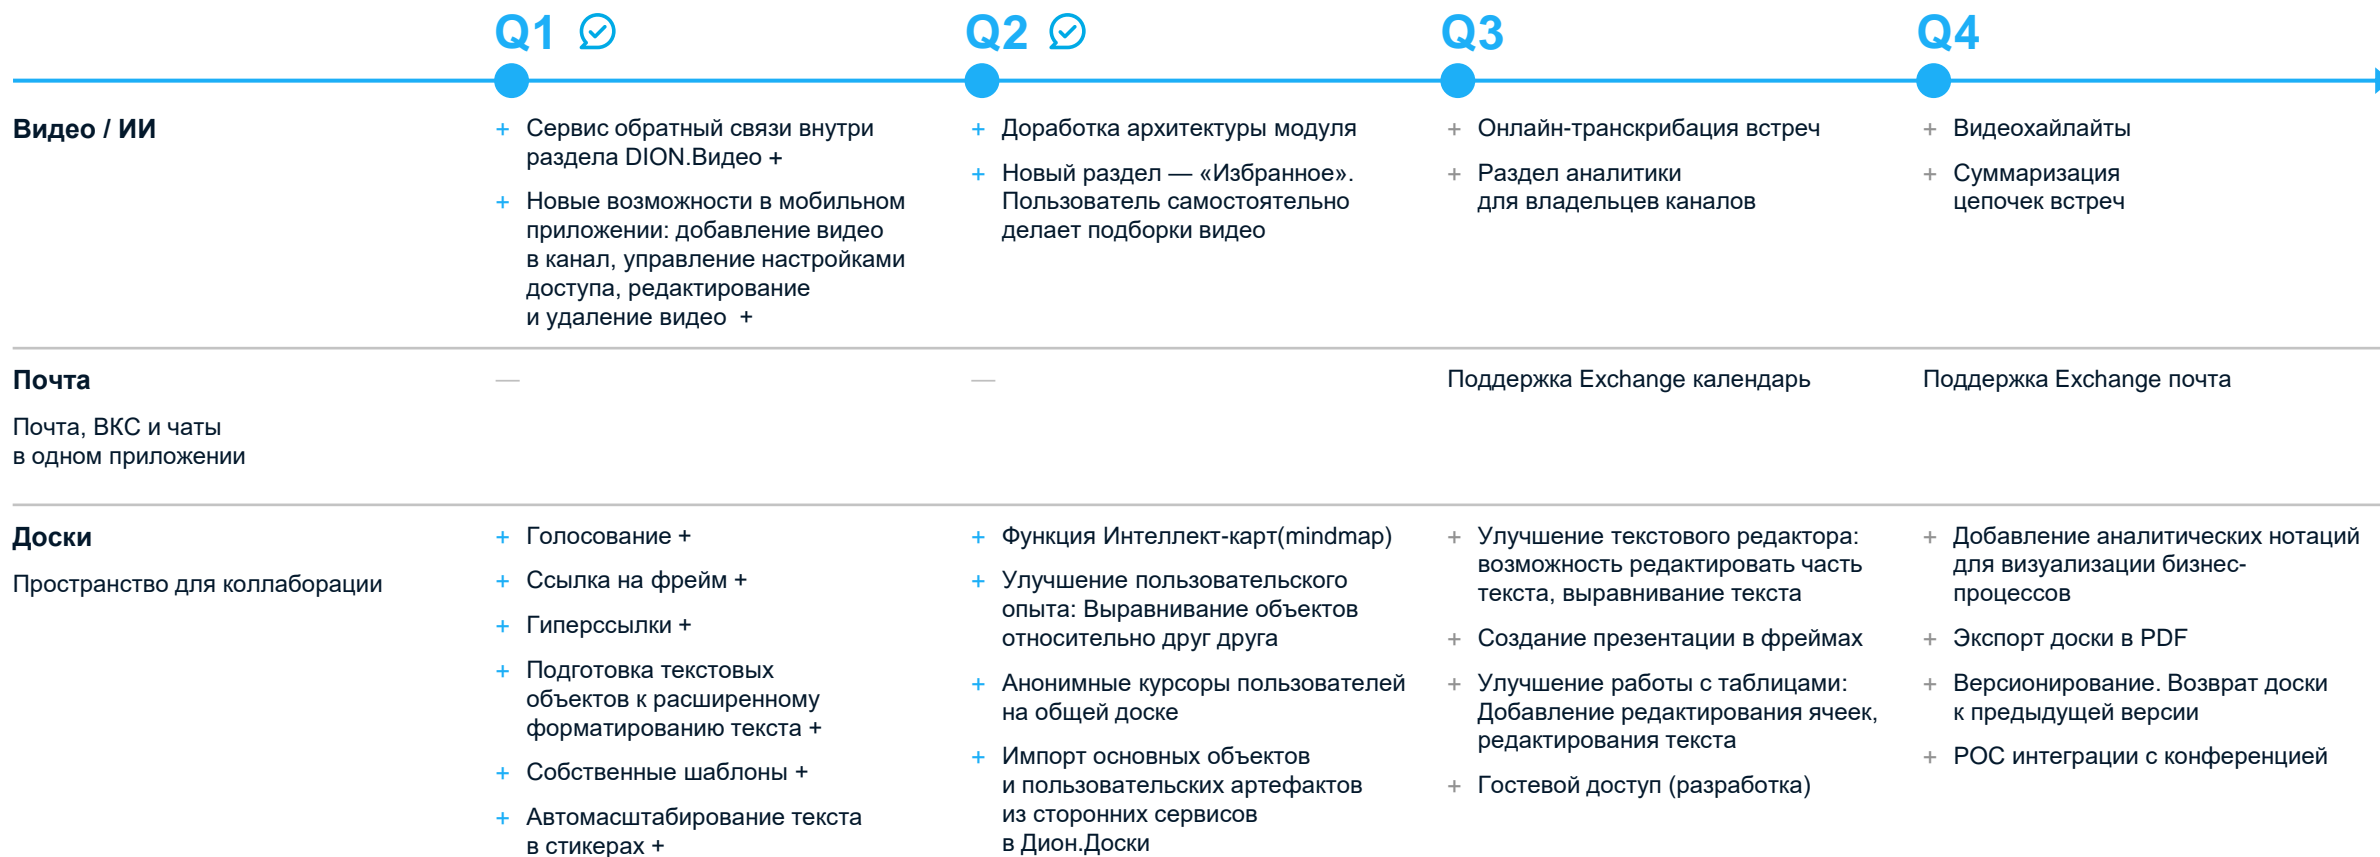 Q1
Q2
Q3
Q4
Видео / ИИ
+ Сервис обратный связи внутри
раздела DION.Видео +
+ Новые возможности в мобильном
приложении: добавление видео
в канал, управление настройками
доступа, редактирование
и удаление видео +
+ Доработка архитектуры модуля
+ Новый раздел — «Избранное».
Пользователь самостоятельно
делает подборки видео
+ Онлайн-транскрибация встреч
+ Раздел аналитики
для владельцев каналов
+ Видеохайлайты
+ Суммаризация
цепочек встреч
Почта
Почта, ВКС и чаты
в одном приложении
—
—
Поддержка Exchange календарь
Поддержка Exchange почта
Доски
Пространство для коллаборации
+ Голосование +
+ Ссылка на фрейм +
+ Гиперссылки +
+ Подготовка текстовых
объектов к расширенному
форматированию текста +
+ Собственные шаблоны +
+ Автомасштабирование текста
в стикерах +
+ Функция Интеллект-карт(mindmap)
+ Улучшение пользовательского
опыта: Выравнивание объектов
относительно друг друга
+ Анонимные курсоры пользователей
на общей доске
+ Импорт основных объектов
и пользовательских артефактов
из сторонних сервисов
в Дион.Доски
+ Улучшение текстового редактора:
возможность редактировать часть
текста, выравнивание текста
+ Создание презентации в фреймах
+ Улучшение работы с таблицами:
Добавление редактирования ячеек,
редактирования текста
+ Гостевой доступ (разработка)
+ Добавление аналитических нотаций
для визуализации бизнес-
процессов
+ Экспорт доски в PDF
+ Версионирование. Возврат доски
к предыдущей версии
+ POC интеграции с конференцией